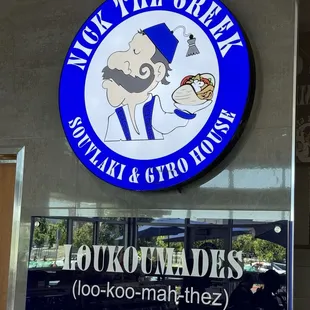 NICK THE GREEK
SOUVLAKI & GYRO HOUSE
LOUKOUMADES
(loo-koo-mah-thez)